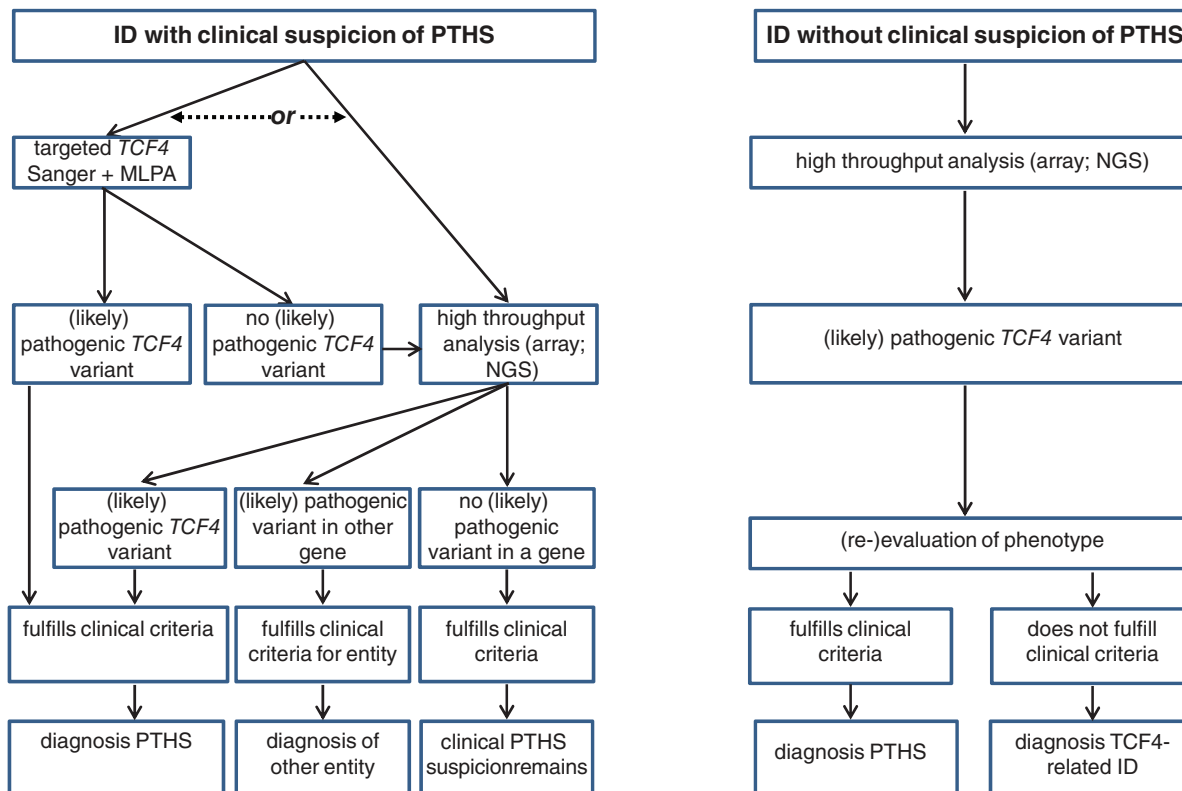 ID with clinical suspicion of PTHS
or
targeted TCF4
Sanger + MLPA
(likely)
pathogenic TCF4
variant
no (likely)
pathogenic TCF4
variant
high throughput
analysis (array;
NGS)
(likely)
pathogenic TCF4
variant
(likely) pathogenic
variant in other
gene
no (likely)
pathogenic
variant in a gene
fulfills clinical criteria
fulfills clinical
criteria for entity
fulfills clinical
criteria
diagnosis PTHS
diagnosis of
other entity
clinical PTHS
suspicionremains
ID without clinical suspicion of PTHS
high throughput analysis (array; NGS)
(likely) pathogenic TCF4 variant
(re-)evaluation of phenotype
fulfills clinical
criteria
does not fulfill
clinical criteria
diagnosis PTHS
diagnosis TCF4-
related ID